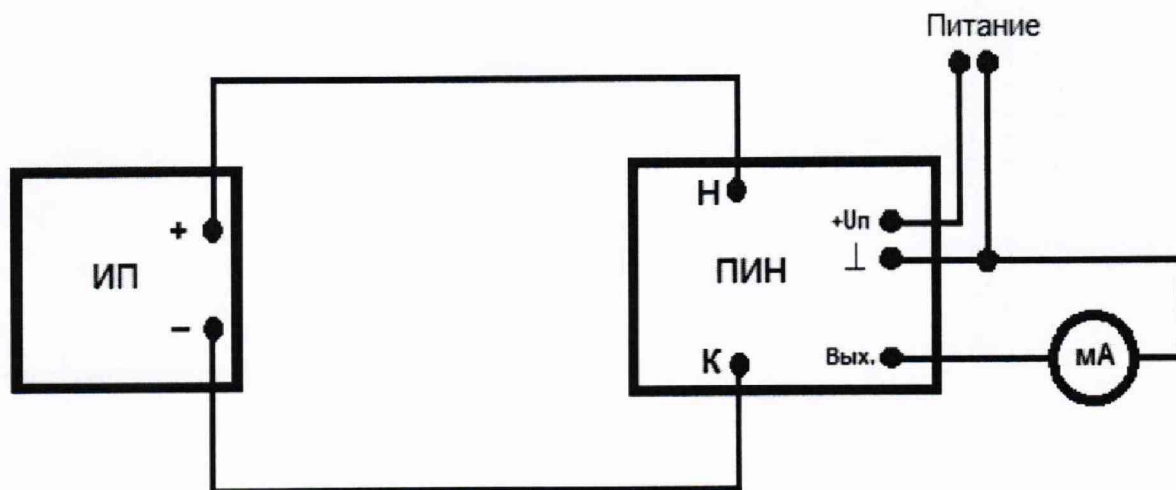 Питание
Н
+
+Uп
⊥
ИП
ПИН
–
К
Вых.
мА